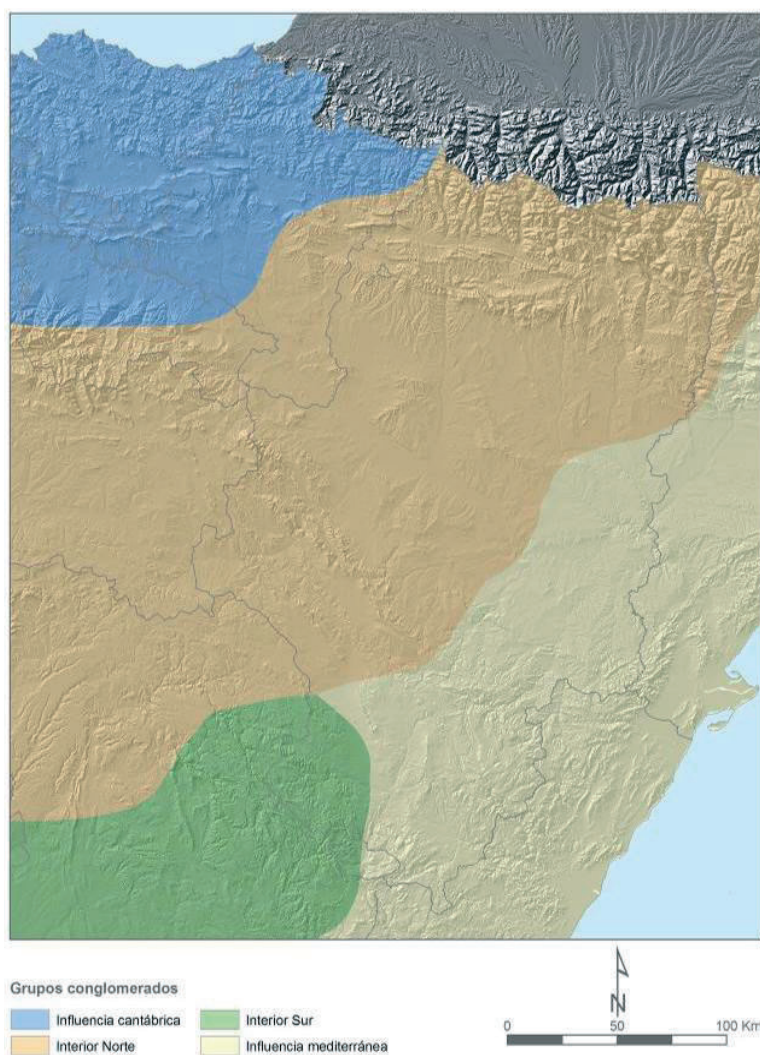 Grupos conglomerados
Influencia cantábrica
Interior Sur
Interior Norte
Influencia mediterránea
N
0 50 100 Km